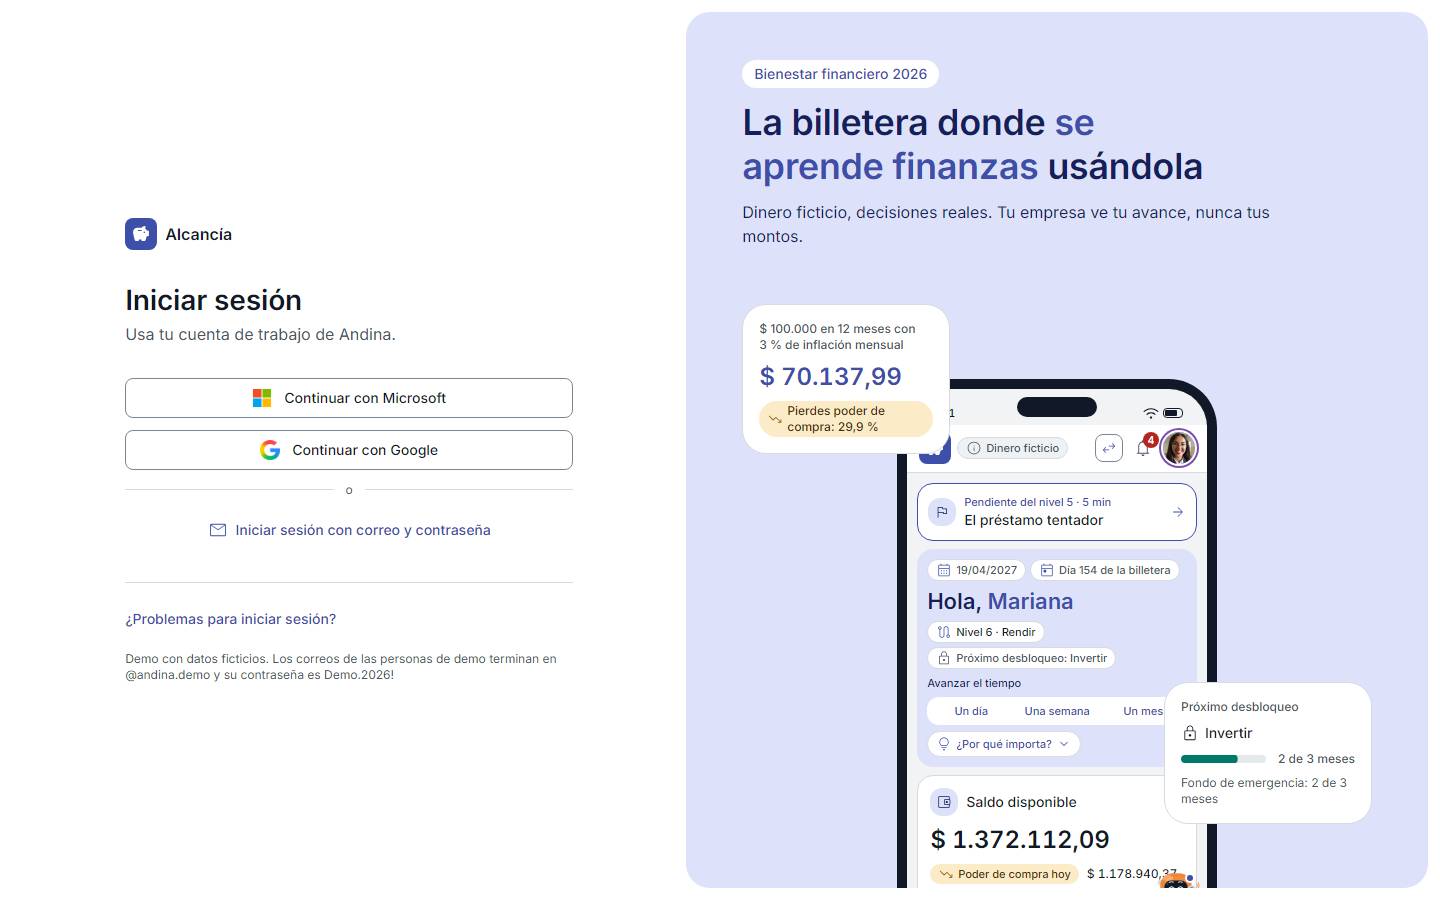 Alcancía
Iniciar sesión
Usa tu cuenta de trabajo de Andina.
Continuar con Microsoft
Continuar con Google
o
Iniciar sesión con correo y contraseña
¿Problemas para iniciar sesión?
Demo con datos ficticios. Los correos de las personas de demo terminan en
@andina.demo y su contraseña es Demo.2026!
Bienestar financiero 2026
La billetera donde se
aprende finanzas usándola
Dinero ficticio, decisiones reales. Tu empresa ve tu avance, nunca tus
montos.
$ 100.000 en 12 meses con
3 % de inflación mensual
$ 70.137,99
Pierdes poder de
compra: 29,9 %
1
Dinero ficticio
4
Pendiente del nivel 5 · 5 min
El préstamo tentador
19/04/2027
Día 154 de la billetera
Hola, Mariana
Nivel 6 · Rendir
Próximo desbloqueo: Invertir
Avanzar el tiempo
Un día
Una semana
Un mes
¿Por qué importa?
Próximo desbloqueo
Invertir
2 de 3 meses
Fondo de emergencia: 2 de 3
meses
Saldo disponible
$ 1.372.112,09
Poder de compra hoy
$ 1.178.940,37